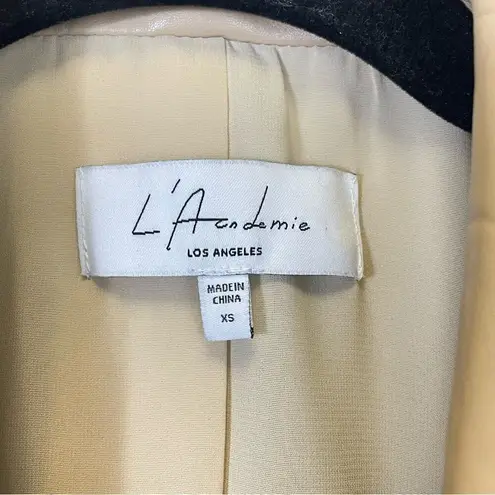 L'Academie
LOS ANGELES
MADE IN
CHINA
XS